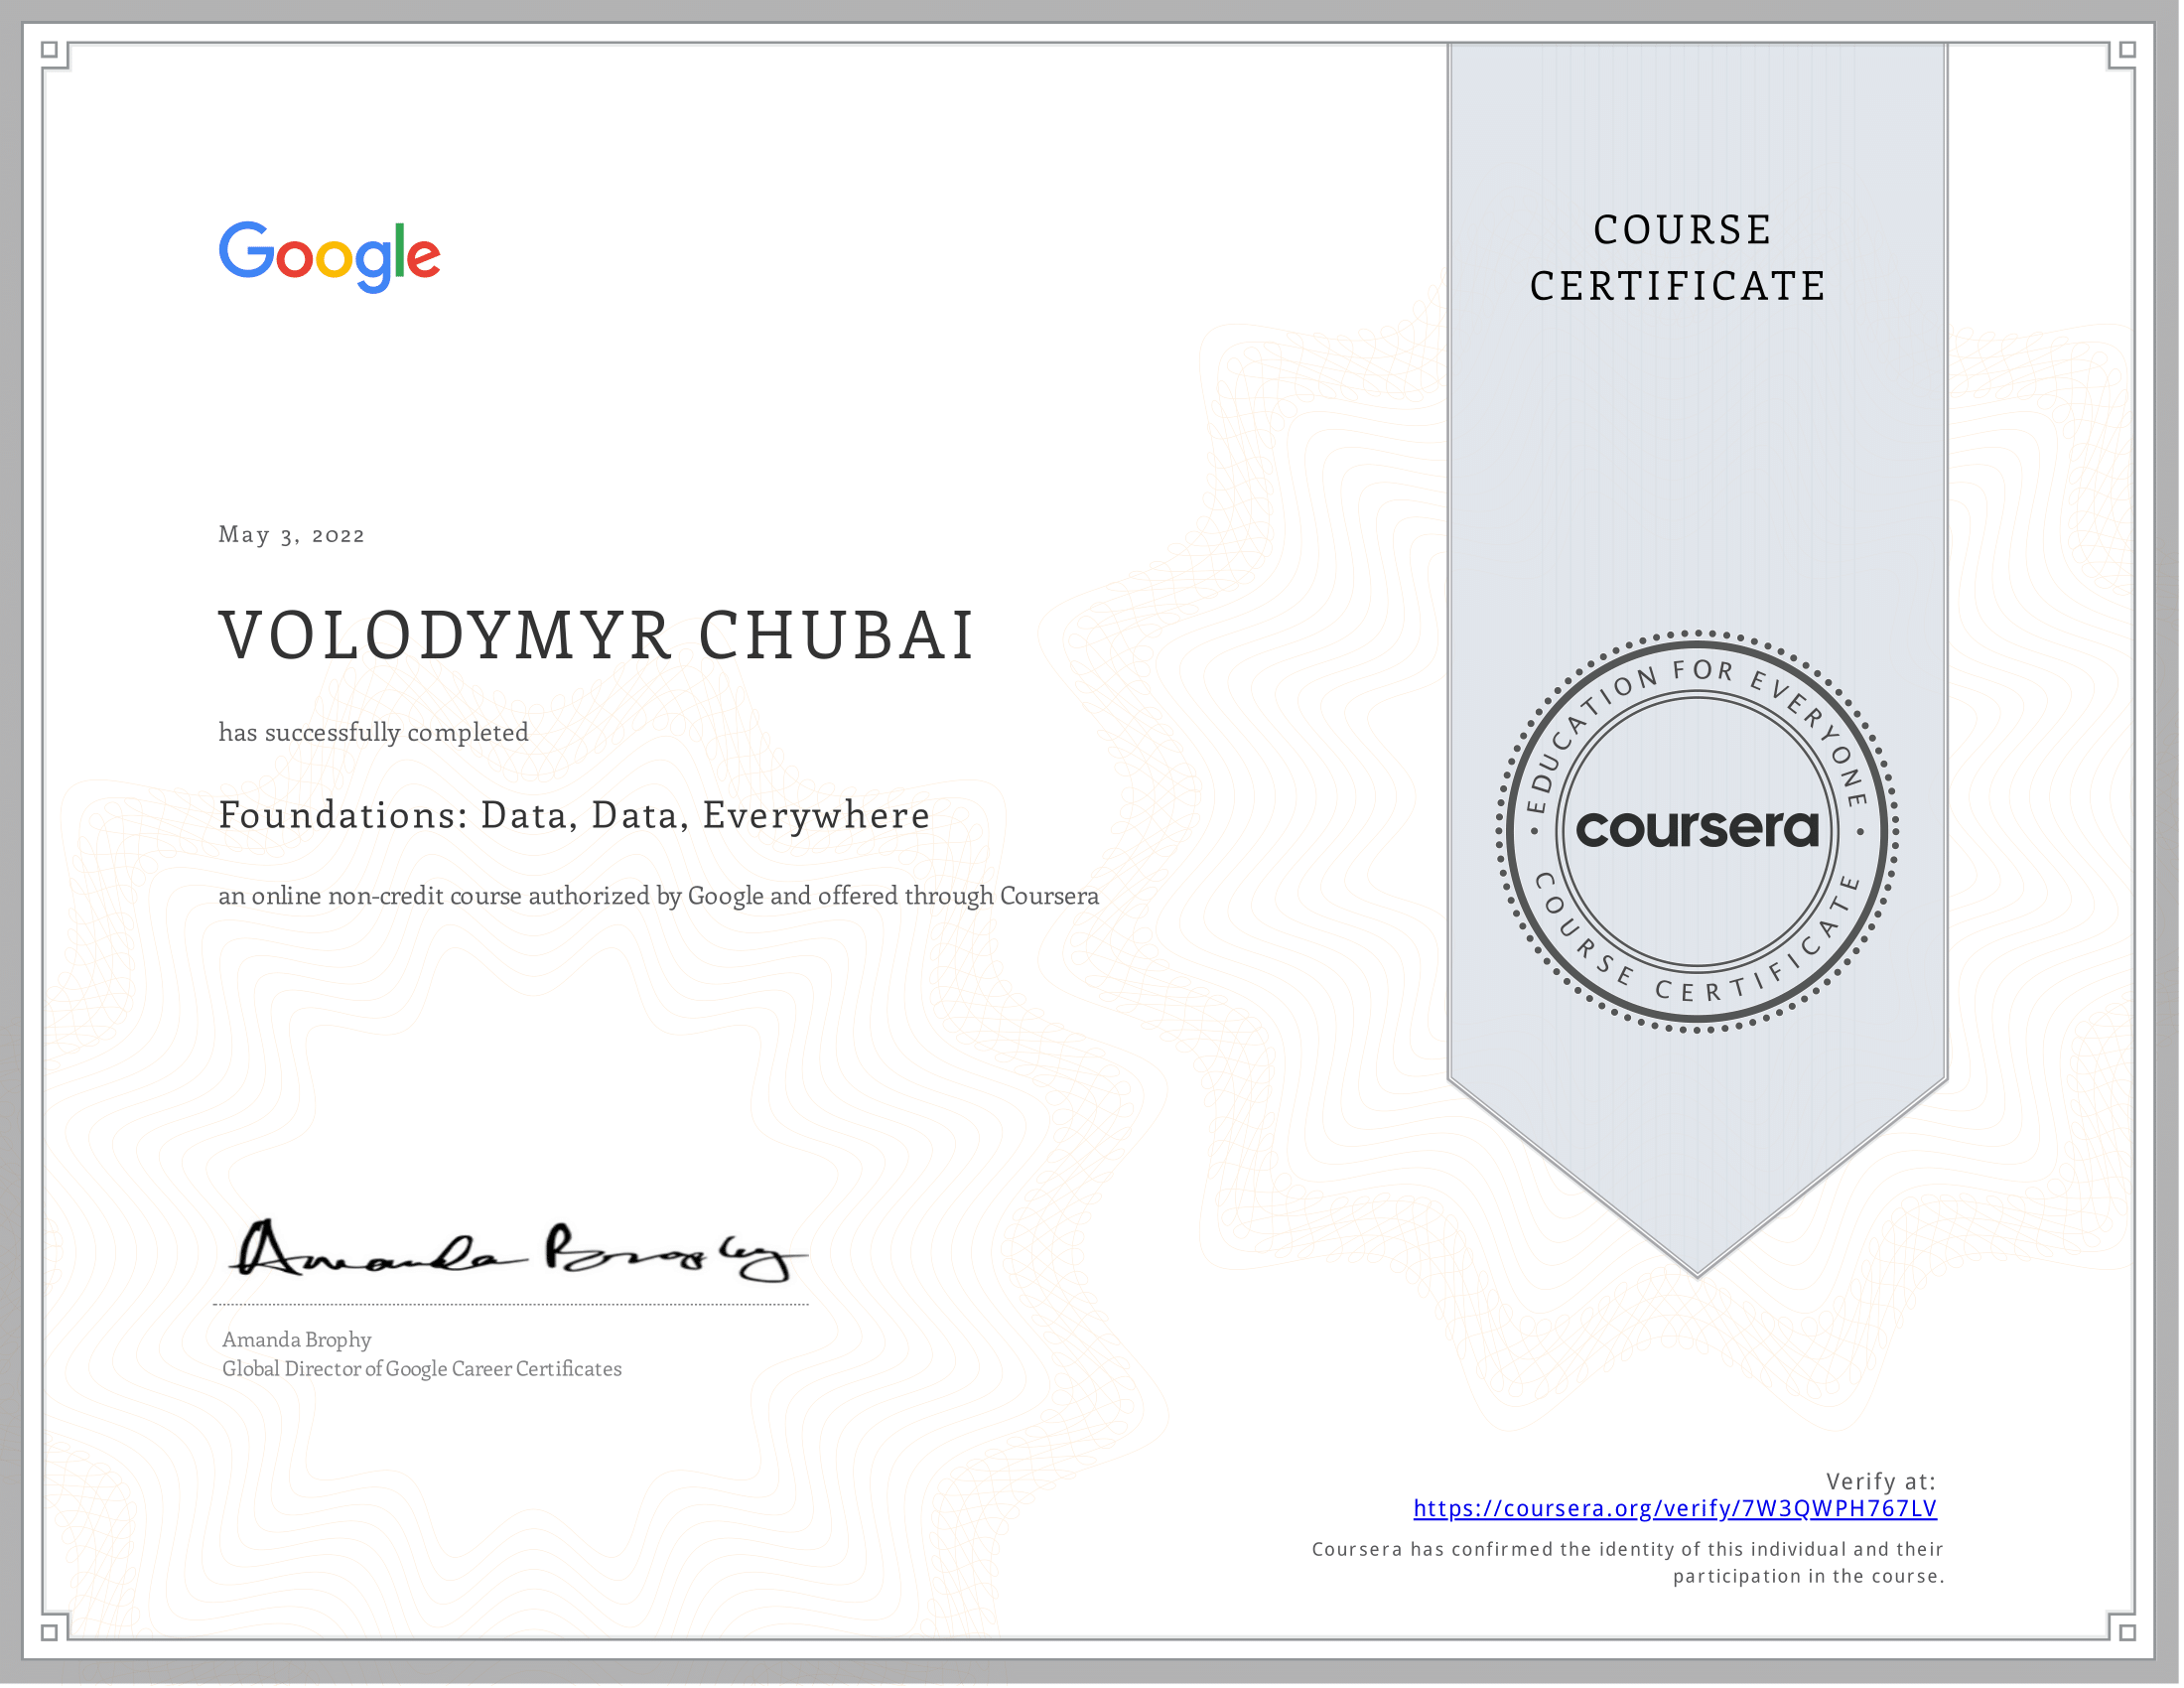 Google
COURSE
CERTIFICATE
May 3, 2022
VOLODYMYR CHUBAI
has successfully completed
Foundations: Data, Data, Everywhere
an online non-credit course authorized by Google and offered through Coursera
EDUCATION FOR EVERYONE
coursera
COURSE CERTIFICATE
Amanda Brophy
Amanda Brophy
Global Director of Google Career Certificates
Verify at:
https://coursera.org/verify/7W3QWPH767LV
Coursera has confirmed the identity of this individual and their
participation in the course.